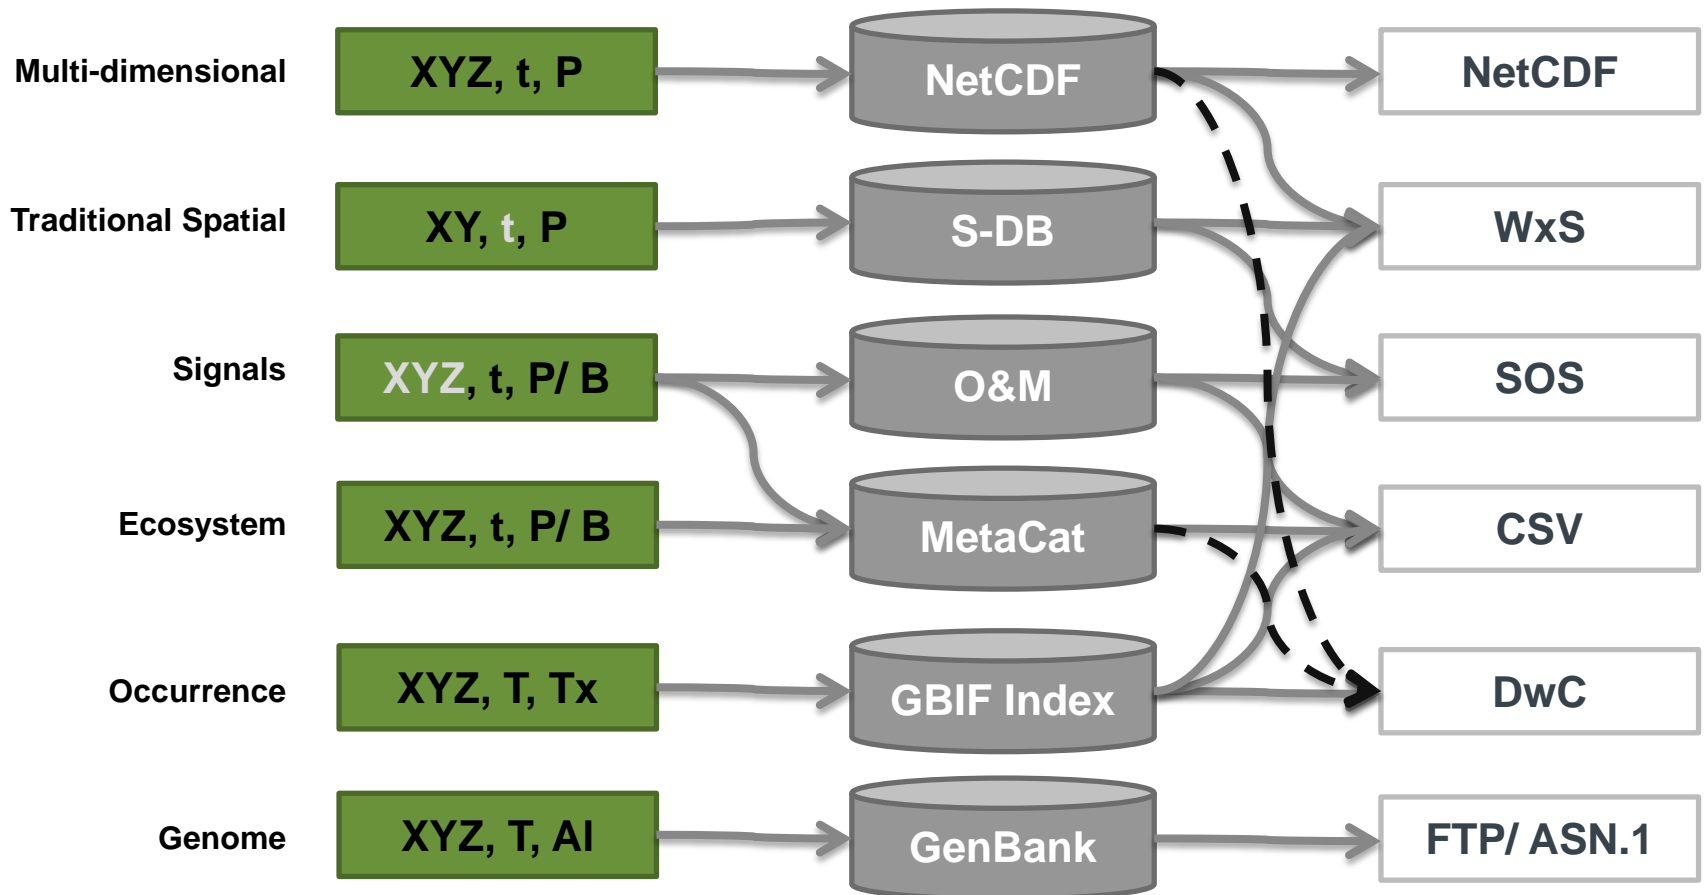 Multi-dimensional
XYZ, t, P
NetCDF
NetCDF
Traditional Spatial
XY, t, P
S-DB
WxS
Signals
XYZ, t, P/ B
O&M
SOS
Ecosystem
XYZ, t, P/ B
MetaCat
CSV
Occurrence
XYZ, T, Tx
GBIF Index
DwC
Genome
XYZ, T, Al
GenBank
FTP/ ASN.1